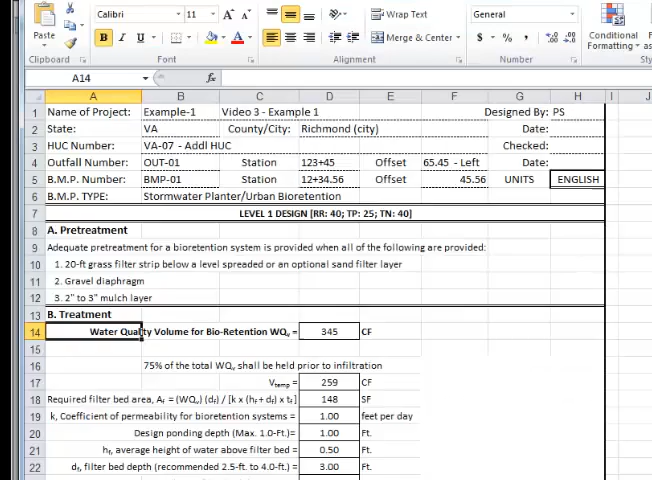 Calibri 11 A A Wrap Text General
Paste B I U A Merge & Center $ % , .0 .00 .00 .0 Conditional
Formatting
Clipboard Font Alignment Number
A14 fx
A B C D E F G H I J
1 Name of Project: Example-1 Video 3 - Example 1 Designed By: PS
2 State: VA County/City: Richmond (city) Date:
3 HUC Number: VA-07 - Addl HUC Checked:
4 Outfall Number: OUT-01 Station 123+45 Offset 65.45 - Left Date:
5 B.M.P. Number: BMP-01 Station 12+34.56 Offset 45.56 UNITS ENGLISH
6 B.M.P. TYPE: Stormwater Planter/Urban Bioretention
7 LEVEL 1 DESIGN [RR: 40; TP: 25; TN: 40]
8 A. Pretreatment
9 Adequate pretreatment for a bioretention system is provided when all of the following are provided:
10 1. 20-ft grass filter strip below a level spreaded or an optional sand filter layer
11 2. Gravel diaphragm
12 3. 2" to 3" mulch layer
13 B. Treatment
14 Water Quality Volume for Bio-Retention WQv = 345 CF
15
16 75% of the total WQv shall be held prior to infiltration
17 Vtemp = 259 CF
18 Required filter bed area, Af = (WQv) (df) / [k x (hf + df) x tf] 148 SF
19 k, Coefficient of permeability for bioretention systems = 1.00 feet per day
20 Design ponding depth (Max. 1.0-Ft.)= 1.00 Ft.
21 hf, average height of water above filter bed = 0.50 Ft.
22 df, filter bed depth (recommended 2.5-ft. to 4.0-ft.) = 3.00 Ft.